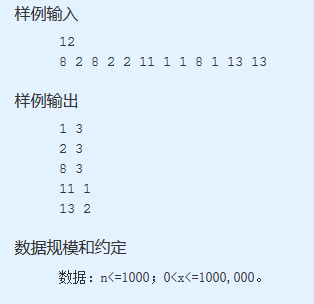 样例输入
12
8 2 8 2 2 11 1 1 8 1 13 13
样例输出
1 3
2 3
8 3
11 1
13 2
数据规模和约定
数据：n<=1000；0<x<=1000,000。